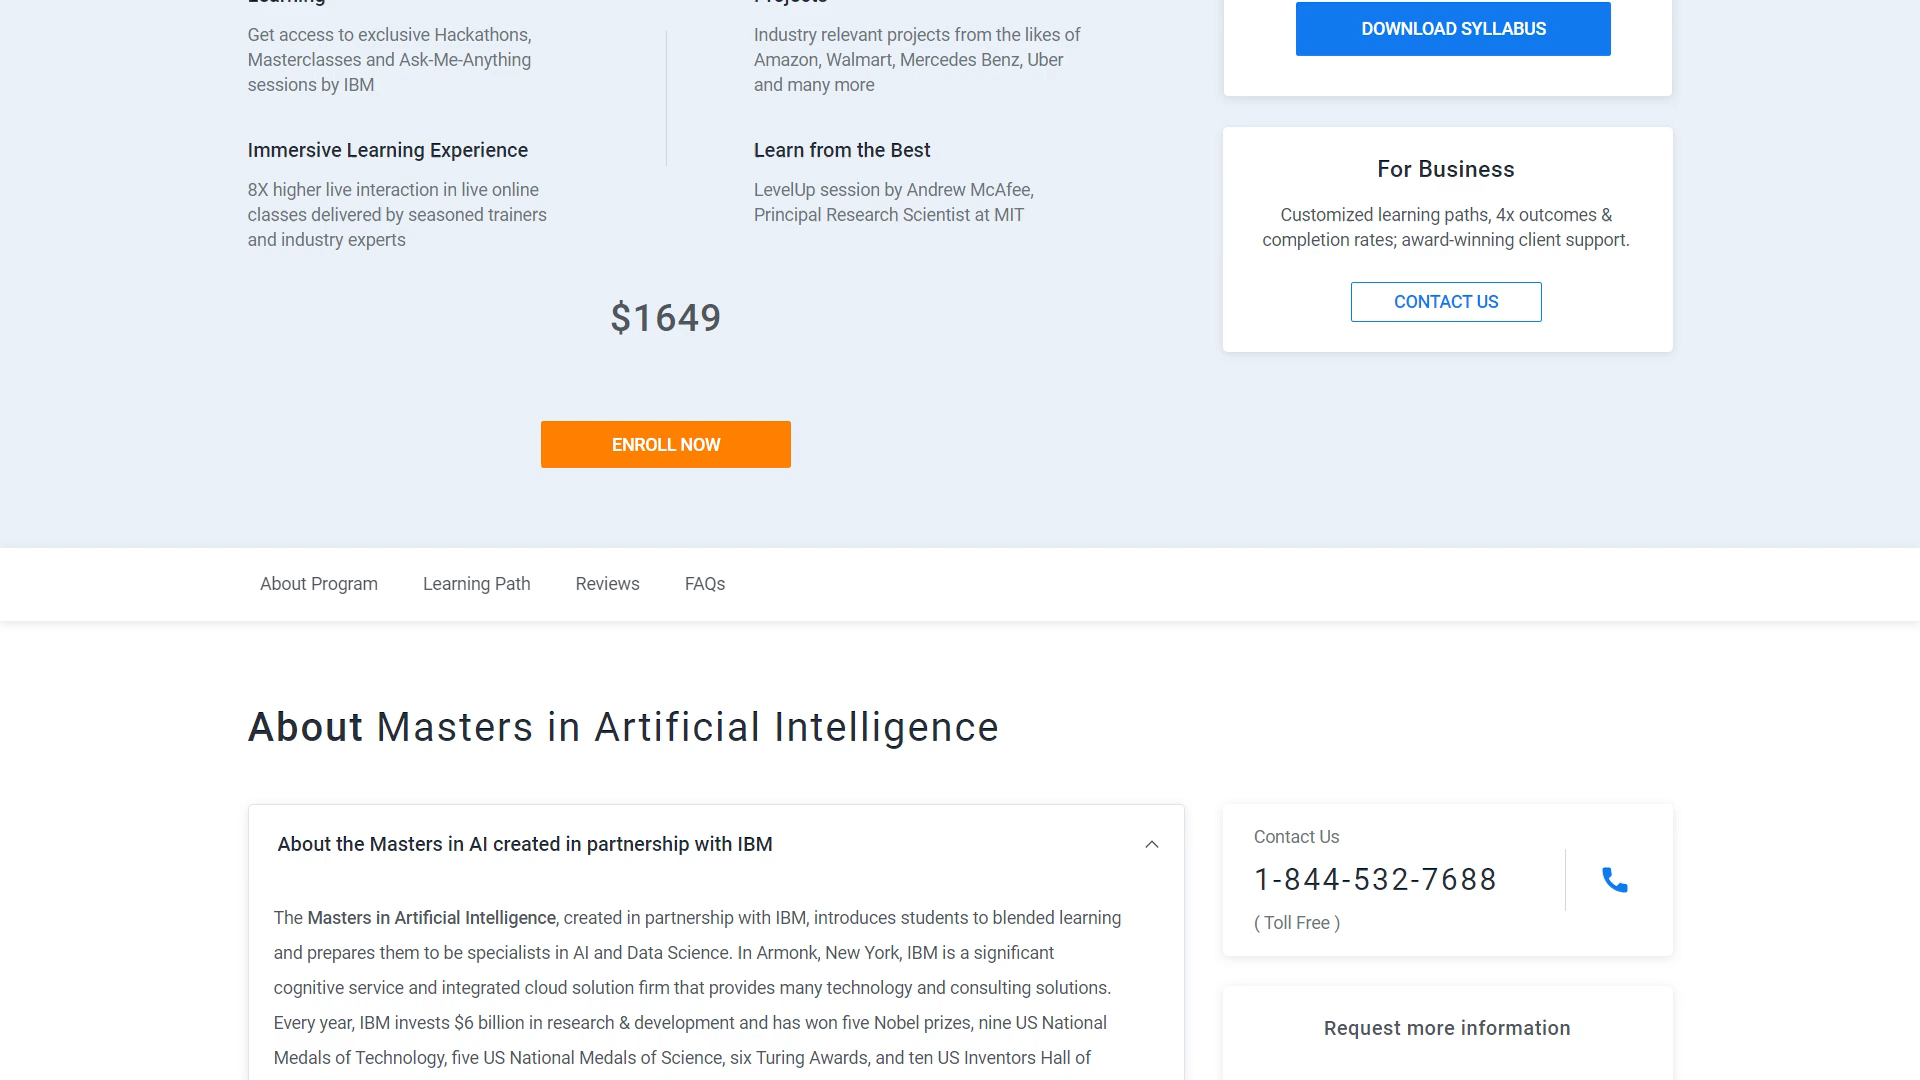 Learning
Get access to exclusive Hackathons,
Masterclasses and Ask-Me-Anything
sessions by IBM
Projects
Industry relevant projects from the likes of
Amazon, Walmart, Mercedes Benz, Uber
and many more
Immersive Learning Experience
8X higher live interaction in live online
classes delivered by seasoned trainers
and industry experts
Learn from the Best
LevelUp session by Andrew McAfee,
Principal Research Scientist at MIT
$1649
ENROLL NOW
DOWNLOAD SYLLABUS
For Business
Customized learning paths, 4x outcomes &
completion rates; award-winning client support.
CONTACT US
About Program
Learning Path
Reviews
FAQs
About Masters in Artificial Intelligence
About the Masters in AI created in partnership with IBM
The Masters in Artificial Intelligence, created in partnership with IBM, introduces students to blended learning
and prepares them to be specialists in AI and Data Science. In Armonk, New York, IBM is a significant
cognitive service and integrated cloud solution firm that provides many technology and consulting solutions.
Every year, IBM invests $6 billion in research & development and has won five Nobel prizes, nine US National
Medals of Technology, five US National Medals of Science, six Turing Awards, and ten US Inventors Hall of
Contact Us
1-844-532-7688
( Toll Free )
Request more information